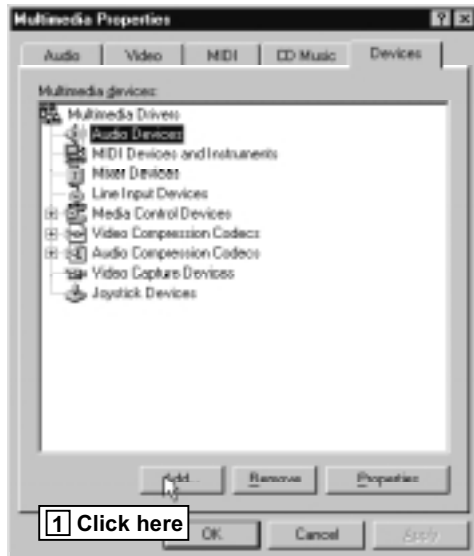 Multimedia Properties
Audio Video MIDI CD Music Devices
Multimedia devices:
Multimedia Drivers
Audio Devices
MIDI Devices and Instruments
Mixer Devices
Line Input Devices
Media Control Devices
Video Compression Codecs
Audio Compression Codecs
Video Capture Devices
Joystick Devices
Add... Remove Properties
1 Click here
OK Cancel Apply